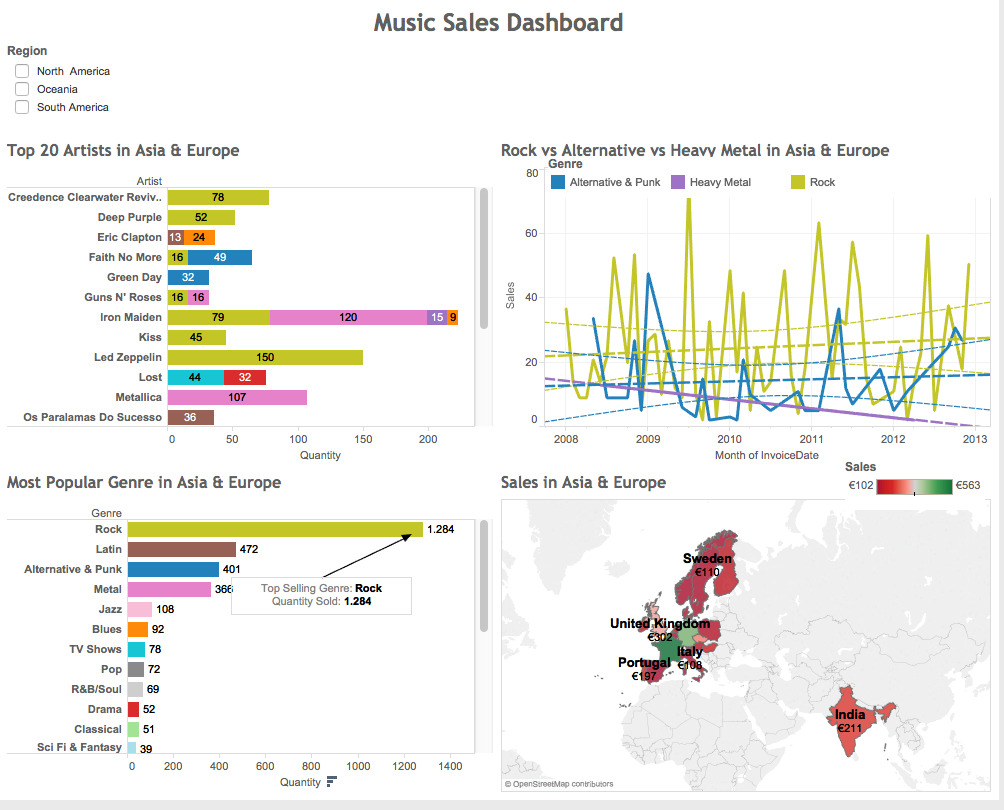 Music Sales Dashboard
Region
North America
Oceania
South America
Top 20 Artists in Asia & Europe
Artist
Creedence Clearwater Reviv.. 78
Deep Purple 52
Eric Clapton 13 24
Faith No More 16 49
Green Day 32
Guns N' Roses 16 16
Iron Maiden 79 120 15 9
Kiss 45
Led Zeppelin 150
Lost 44 32
Metallica 107
Os Paralamas Do Sucesso 36
0 50 100 150 200
Quantity
Rock vs Alternative vs Heavy Metal in Asia & Europe
Genre
Alternative & Punk Heavy Metal Rock
80
60
40
20
0
Sales
2008 2009 2010 2011 2012 2013
Month of InvoiceDate
Most Popular Genre in Asia & Europe
Genre
Rock 1.284
Latin 472
Alternative & Punk 401
Metal 366
Jazz 108
Blues 92
TV Shows 78
Pop 72
R&B/Soul 69
Drama 52
Classical 51
Sci Fi & Fantasy 39
Top Selling Genre: Rock
Quantity Sold: 1.284
0 200 400 600 800 1000 1200 1400
Quantity
Sales in Asia & Europe
Sales
€102 €563
Sweden
€110
United Kingdom
€302
Italy
€108
Portugal
€197
India
€211
© OpenStreetMap contributors